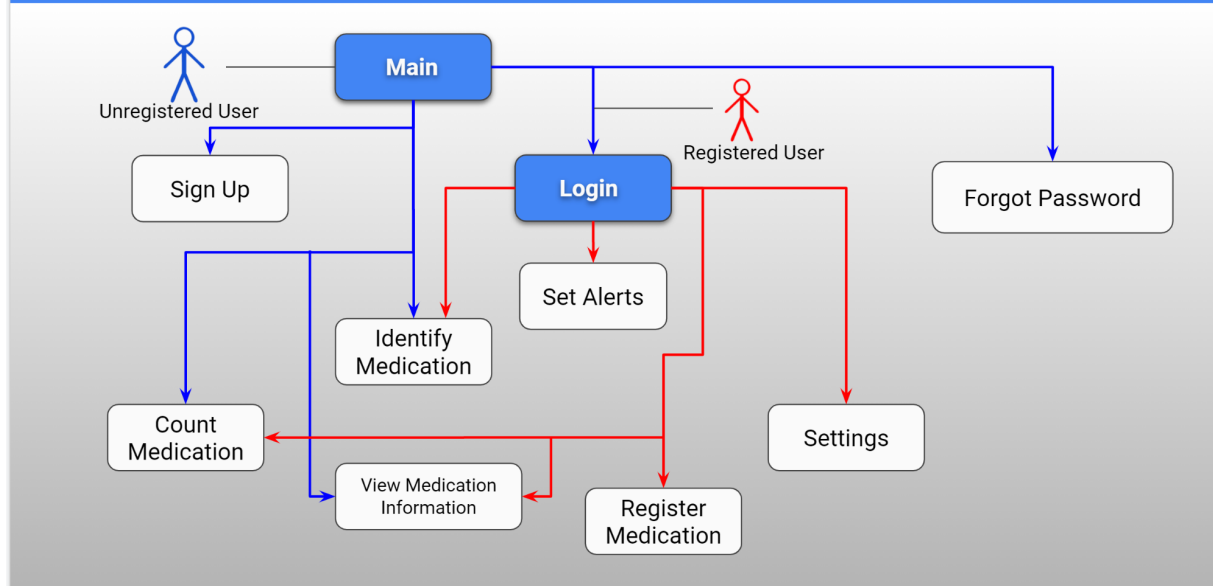 Main
Unregistered User
Registered User
Sign Up
Login
Forgot Password
Set Alerts
Identify
Medication
Count
Medication
Settings
View Medication
Information
Register
Medication